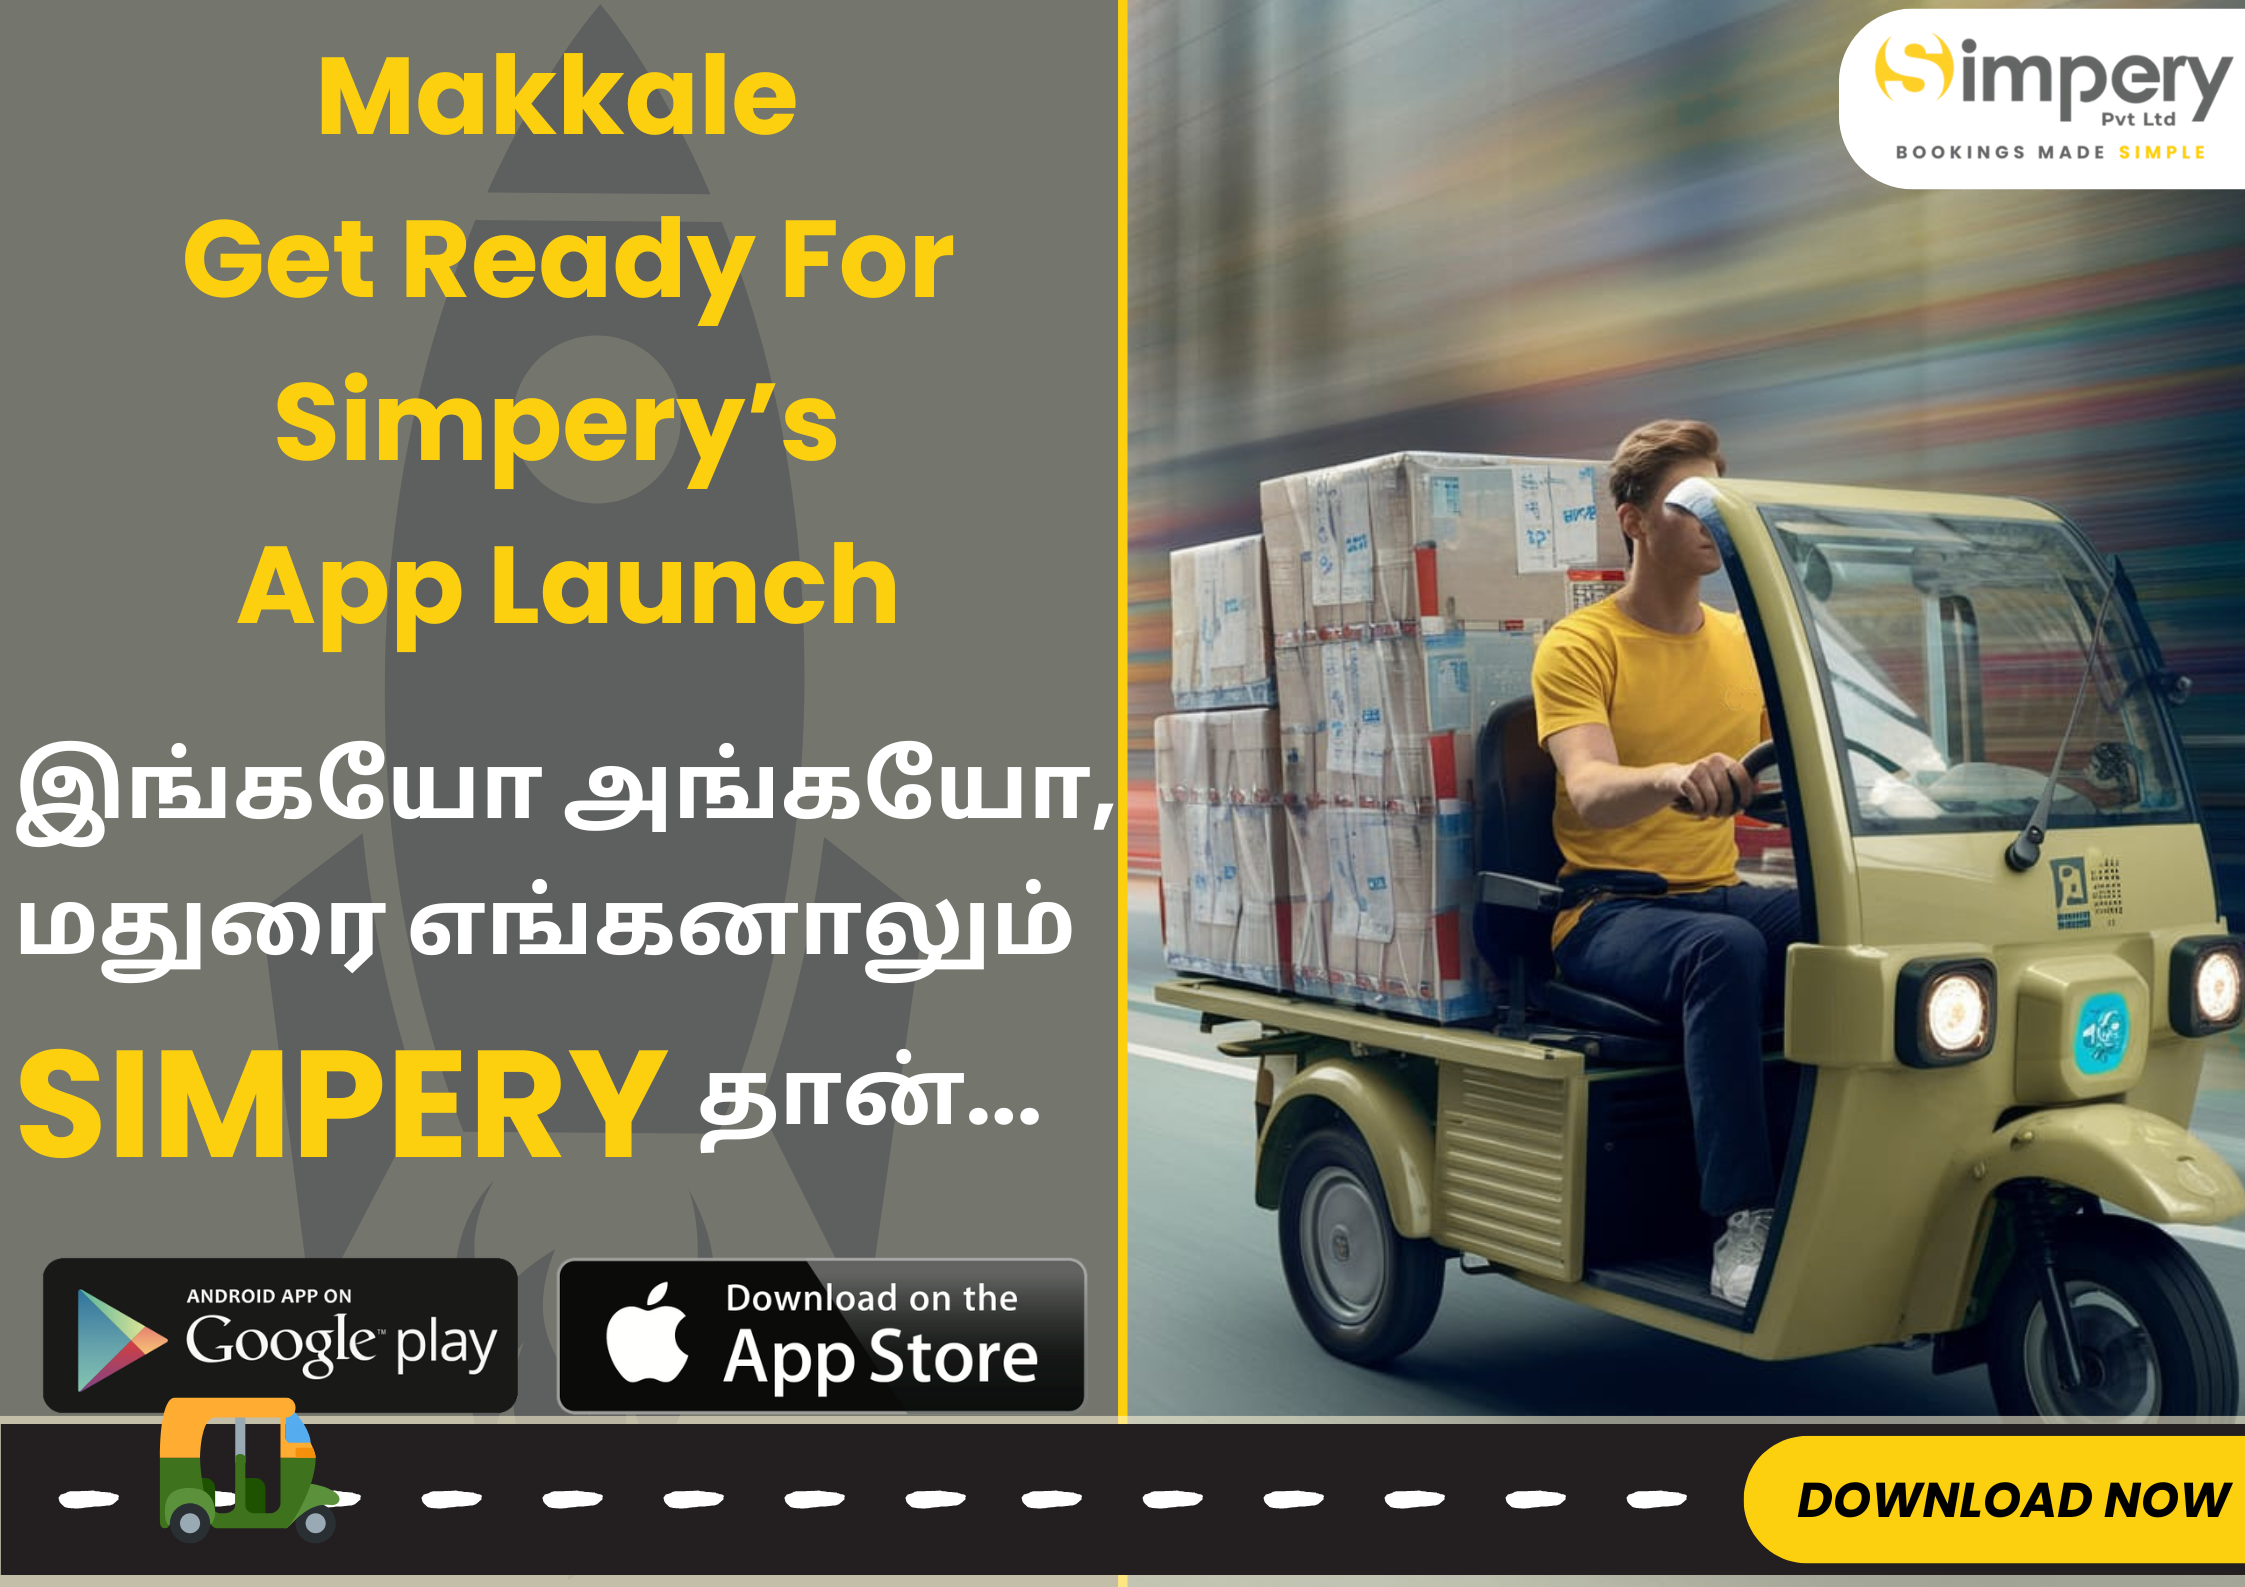 Makkale
Get Ready For
Simpery’s
App Launch
இங்கயோ அங்கயோ,
மதுரை எங்கனாலும்
SIMPERY தான்...
ANDROID APP ON
Google play
Download on the
App Store
Simpery
Pvt Ltd
BOOKINGS MADE SIMPLE
DOWNLOAD NOW